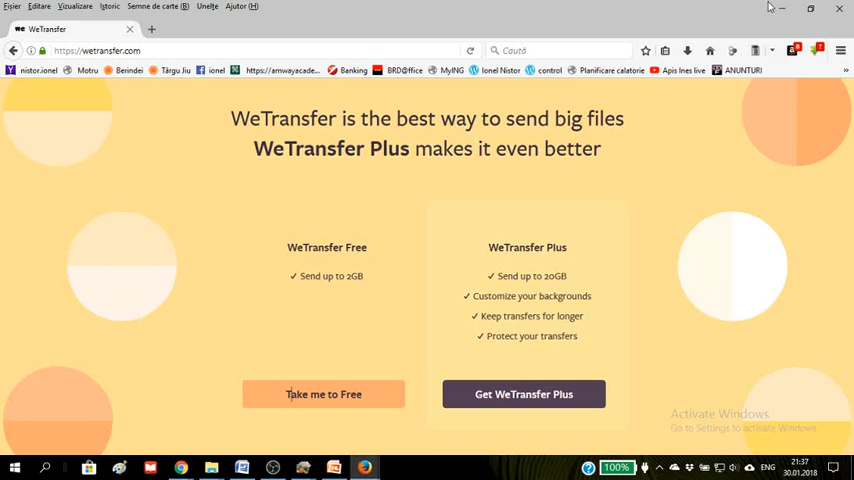 Fișier Editare Vizualizare Istoric Semne de carte (B) Unelte Ajutor (H)
we WeTransfer
https://wetransfer.com Caută
nistor.ionel Motru Berindei Târgu Jiu ionel https://amwayacade... Banking BRD@ffice MyING Ionel Nistor control Planificare calatorie Apis Ines live ANUNTURI
WeTransfer is the best way to send big files
WeTransfer Plus makes it even better
WeTransfer Free
✓ Send up to 2GB
WeTransfer Plus
✓ Send up to 20GB
✓ Customize your backgrounds
✓ Keep transfers for longer
✓ Protect your transfers
Take me to Free
Get WeTransfer Plus
Activate Windows
Go to Settings to activate Windows.
100% ENG
21:37
30.01.2018